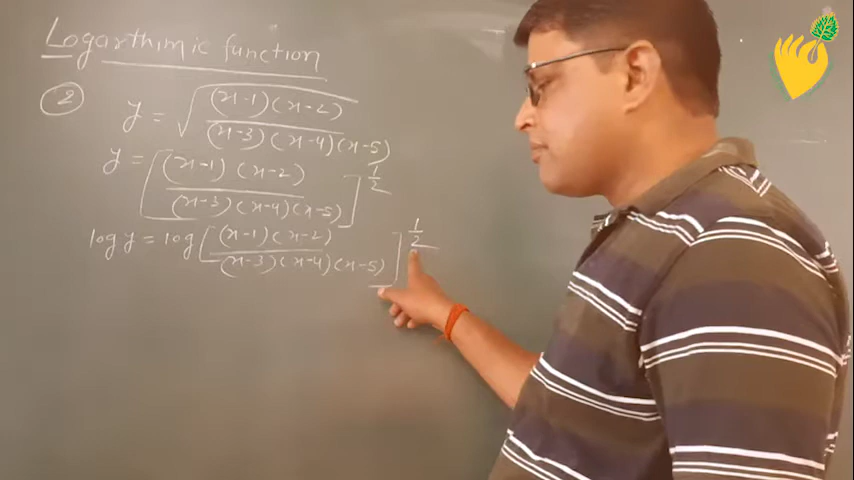 Logarthimic function
2
y = √((x-1)(x-2) / (x-3)(x-4)(x-5))
y = [(x-1)(x-2) / (x-3)(x-4)(x-5)]^(1/2)
log y = log[(x-1)(x-2) / (x-3)(x-4)(x-5)]^(1/2)